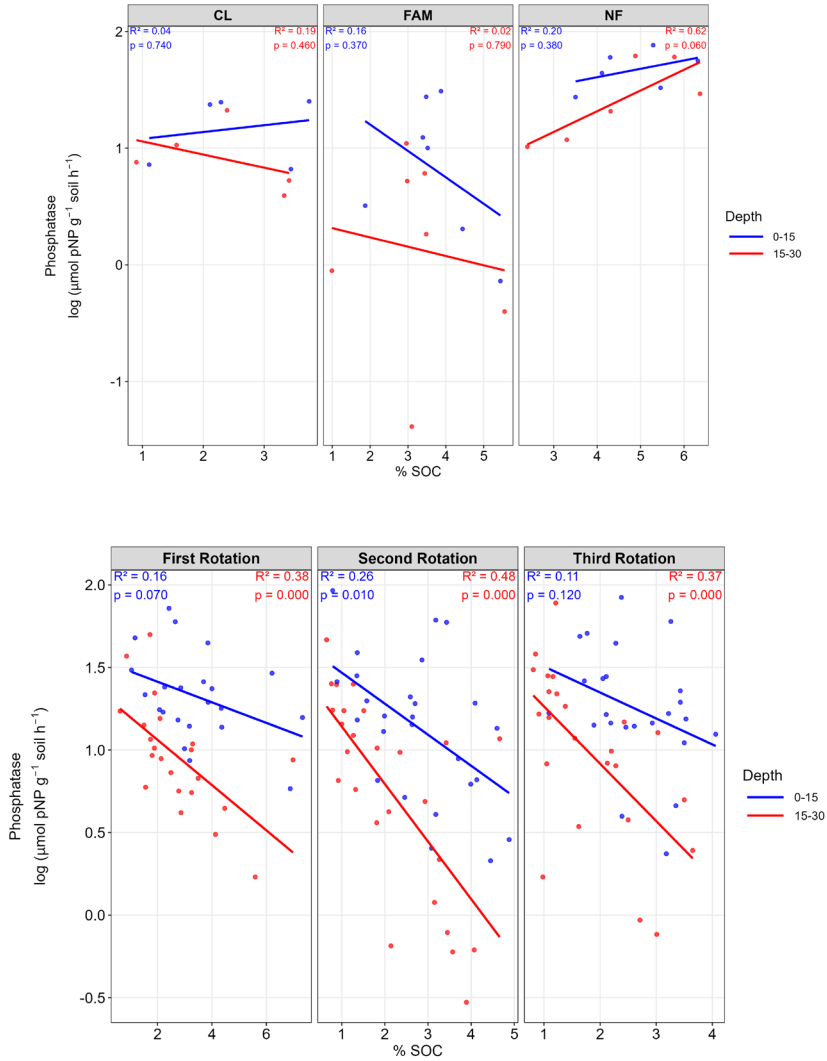 CL FAM NF
R² = 0.04 R² = 0.19 R² = 0.16 R² = 0.02 R² = 0.20 R² = 0.62
p = 0.740 p = 0.460 p = 0.370 p = 0.790 p = 0.380 p = 0.060
2
1
0
-1
Phosphatase
log (μmol pNP g⁻¹ soil h⁻¹)
1 2 3 1 2 3 4 5 3 4 5 6
% SOC
Depth
0-15
15-30
First Rotation Second Rotation Third Rotation
R² = 0.16 R² = 0.38 R² = 0.26 R² = 0.48 R² = 0.11 R² = 0.37
p = 0.070 p = 0.000 p = 0.010 p = 0.000 p = 0.120 p = 0.000
2.0
1.5
1.0
0.5
0.0
-0.5
Phosphatase
log (μmol pNP g⁻¹ soil h⁻¹)
2 4 6 1 2 3 4 5 1 2 3 4
% SOC
Depth
0-15
15-30